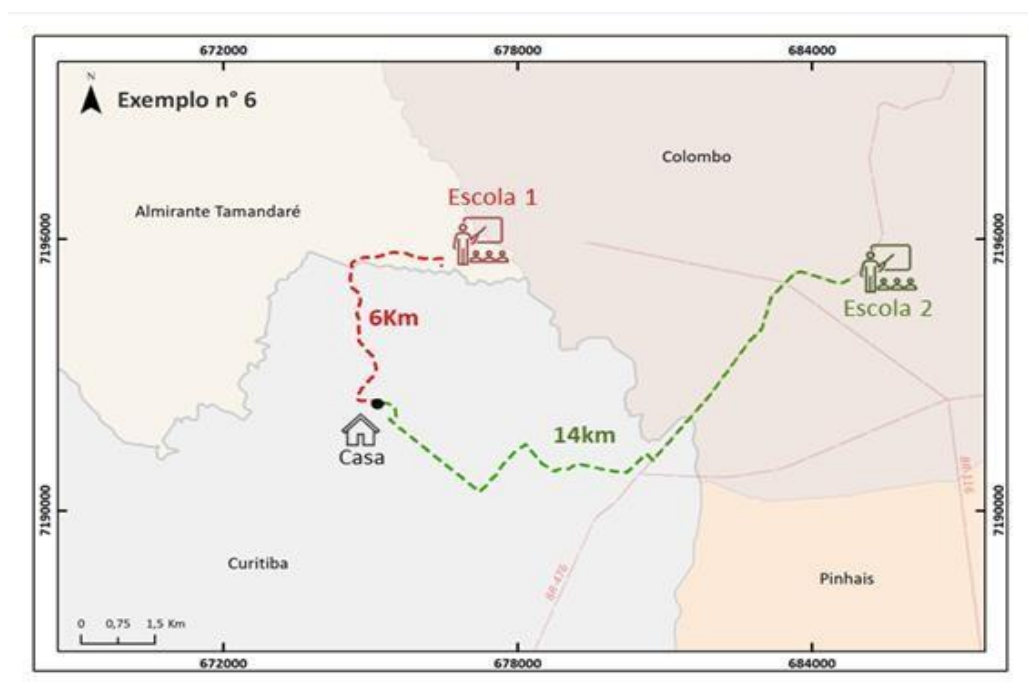 672000
678000
684000
N
Exemplo n° 6
Colombo
Escola 1
Almirante Tamandaré
7196000
7196000
Escola 2
6Km
14km
Casa
BR-116
7190000
7190000
Curitiba
BR-476
Pinhais
0 0,75 1,5 Km
672000
678000
684000